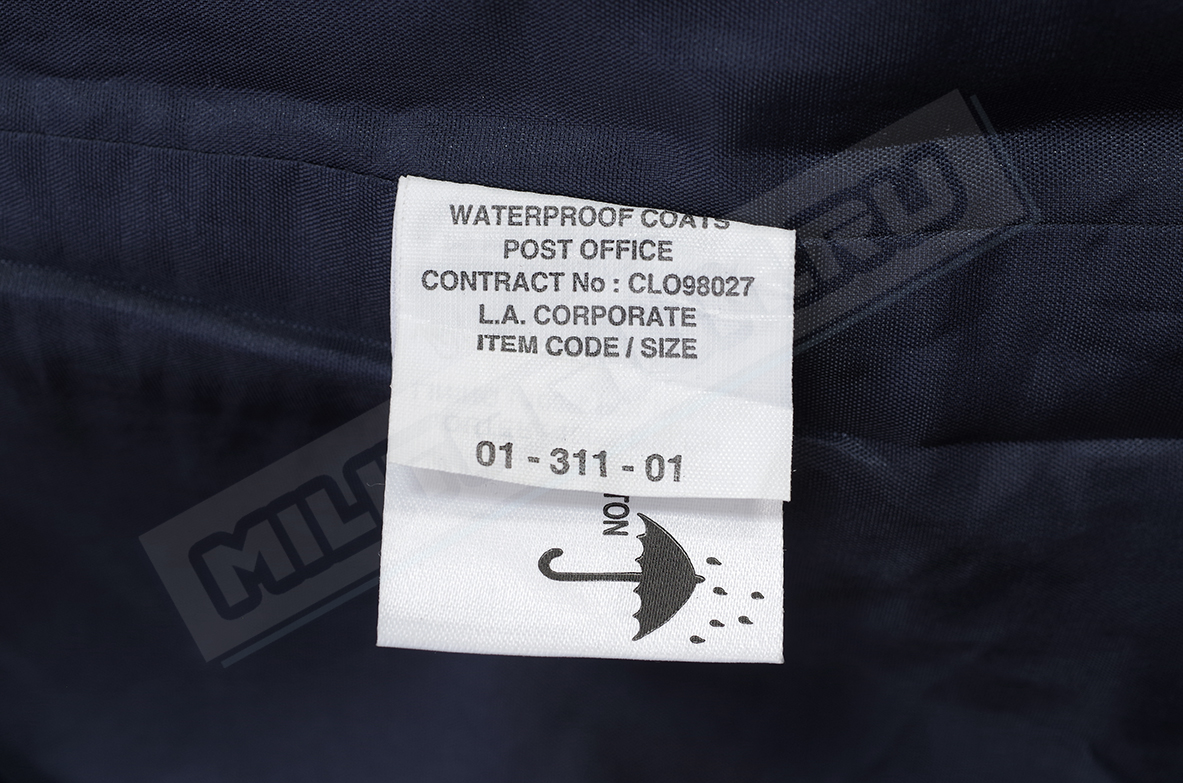 WATERPROOF COATS
POST OFFICE
CONTRACT No : CLO98027
L.A. CORPORATE
ITEM CODE / SIZE
01 - 311 - 01